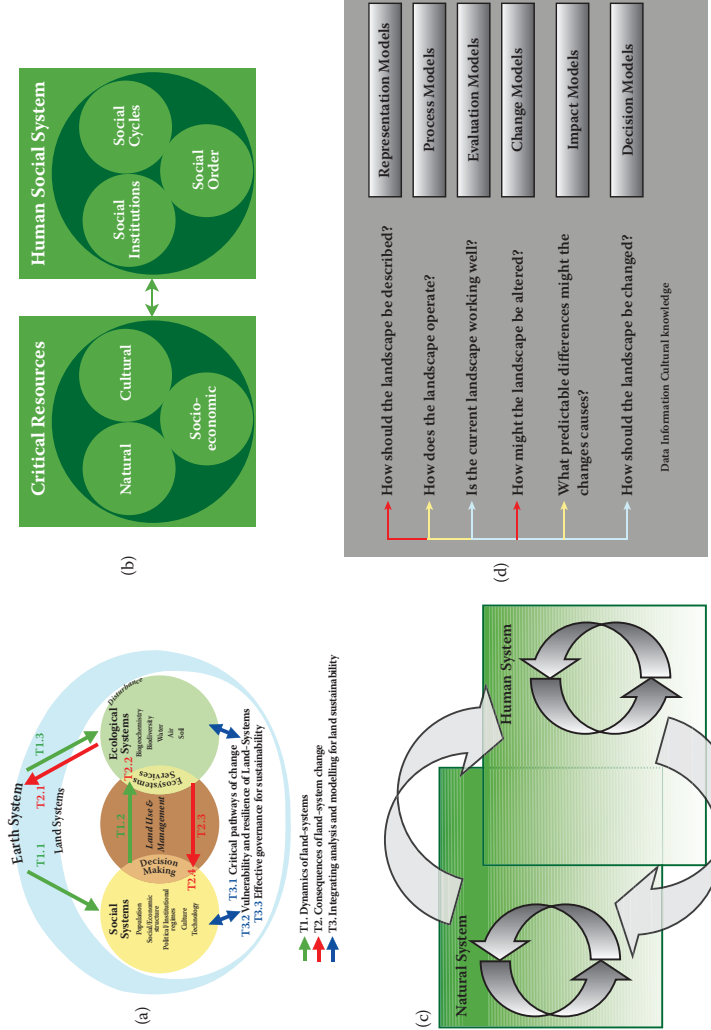 (a)
Earth System
Land Systems
T1.1
T2.1
T1.3
Social
Systems
Population
Social/Economic
structure
Political/Institutional
regimes
Culture
Technology
Decision
Making
T2.4
T1.2
Land Use &
Management
T2.3
Ecosystems
Services
T2.2
Disturbance
Ecological
Systems
Biogeochemistry
Biodiversity
Water
Air
Soil
T3.1 Critical pathways of change
T3.2 Vulnerability and resilience of Land–Systems
T3.3 Effective governance for sustainability
T1. Dynamics of land-systems
T2. Consequences of land-system change
T3. Integrating analysis and modelling for land sustainability
(b)
Critical Resources
Natural
Cultural
Socio-
economic
Human Social System
Social
Institutions
Social
Cycles
Social
Order
(c)
Natural System
Human System
(d)
How should the landscape be described?
Representation Models
How does the landscape operate?
Process Models
Is the current landscape working well?
Evaluation Models
How might the landscape be altered?
Change Models
What predictable differences might the
changes causes?
Impact Models
How should the landscape be changed?
Decision Models
Data Information Cultural knowledge